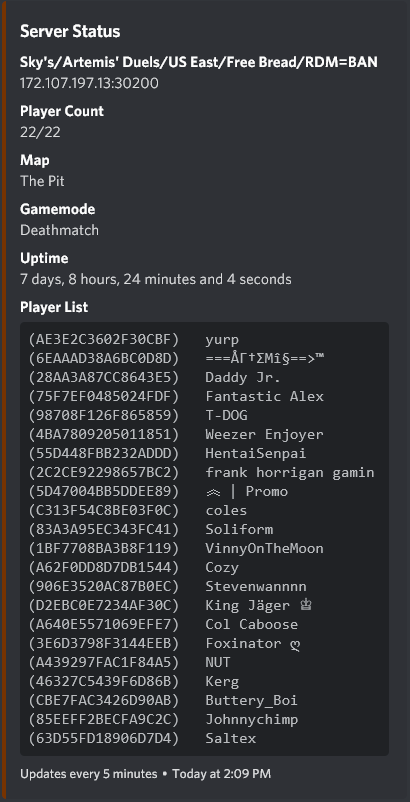 Server Status
Sky's/Artemis' Duels/US East/Free Bread/RDM=BAN
172.107.197.13:30200
Player Count
22/22
Map
The Pit
Gamemode
Deathmatch
Uptime
7 days, 8 hours, 24 minutes and 4 seconds
Player List
(AE3E2C3602F30CBF) yurp
(6EAAAD38A6BC0D8D) ===ÅΓ†ΣMî§==>™
(28AA3A87CC8643E5) Daddy Jr.
(75F7EF0485024FDF) Fantastic Alex
(98708F126F865859) T-DOG
(4BA7809205011851) Weezer Enjoyer
(55D448FBB232ADDD) HentaiSenpai
(2C2CE92298657BC2) frank horrigan gamin
(5D47004BB5DDEE89) ︽ | Promo
(C313F54C8BE03F0C) coles
(83A3A95EC343FC41) Soliform
(1BF7708BA3B8F119) VinnyOnTheMoon
(A62F0DD8D7DB1544) Cozy
(906E3520AC87B0EC) Stevenwannnn
(D2EBC0E7234AF30C) King Jäger ♔
(A640E5571069EFE7) Col Caboose
(3E6D3798F3144EEB) Foxinator ღ
(A439297FAC1F84A5) NUT
(46327C5439F6D86B) Kerg
(CBE7FAC3426D90AB) Buttery_Boi
(85EEFF2BECFA9C2C) Johnnychimp
(63D55FD18906D7D4) Saltex
Updates every 5 minutes • Today at 2:09 PM